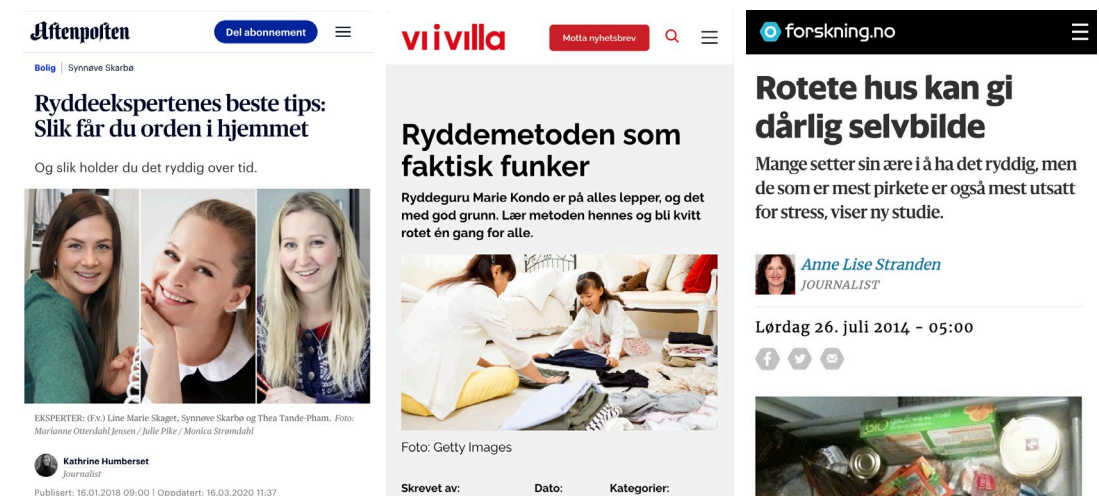 Aftenposten
Del abonnement
Bolig | Synnøve Skarbø
Ryddeekspertenes beste tips:
Slik får du orden i hjemmet
Og slik holder du det ryddig over tid.
EKSPERTER: (F.v.) Line Marie Skaget, Synnøve Skarbø og Thea Tande-Pham. Foto:
Marianne Otterdahl Jensen / Julie Pike / Monica Strømdahl
Kathrine Humberset
Journalist
Publisert: 16.01.2018 09:00 | Oppdatert: 16.03.2020 11:37
vi i villa
Motta nyhetsbrev
Ryddemetoden som
faktisk funker
Ryddeguru Marie Kondo er på alles lepper, og det
med god grunn. Lær metoden hennes og bli kvitt
rotet én gang for alle.
Foto: Getty Images
Skrevet av:
Dato:
Kategorier:
forskning.no
Rotete hus kan gi
dårlig selvbilde
Mange setter sin ære i å ha det ryddig, men
de som er mest pirkete er også mest utsatt
for stress, viser ny studie.
Anne Lise Stranden
JOURNALIST
Lørdag 26. juli 2014 - 05:00
BIO